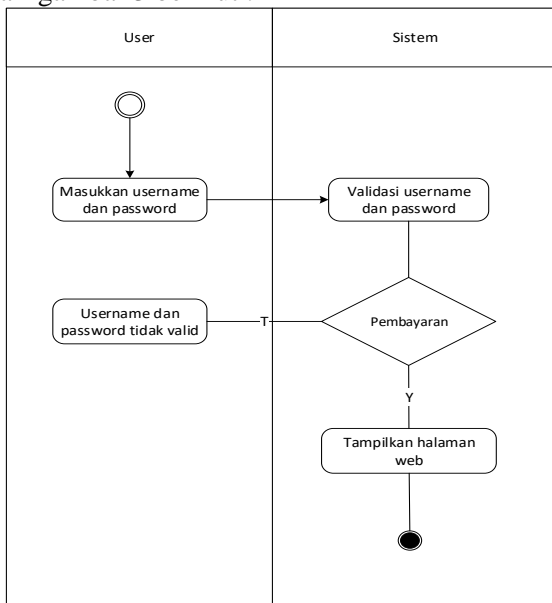 User
Sistem
Masukkan username
dan password
Validasi username
dan password
Username dan
password tidak valid
T
Pembayaran
Y
Tampilkan halaman
web